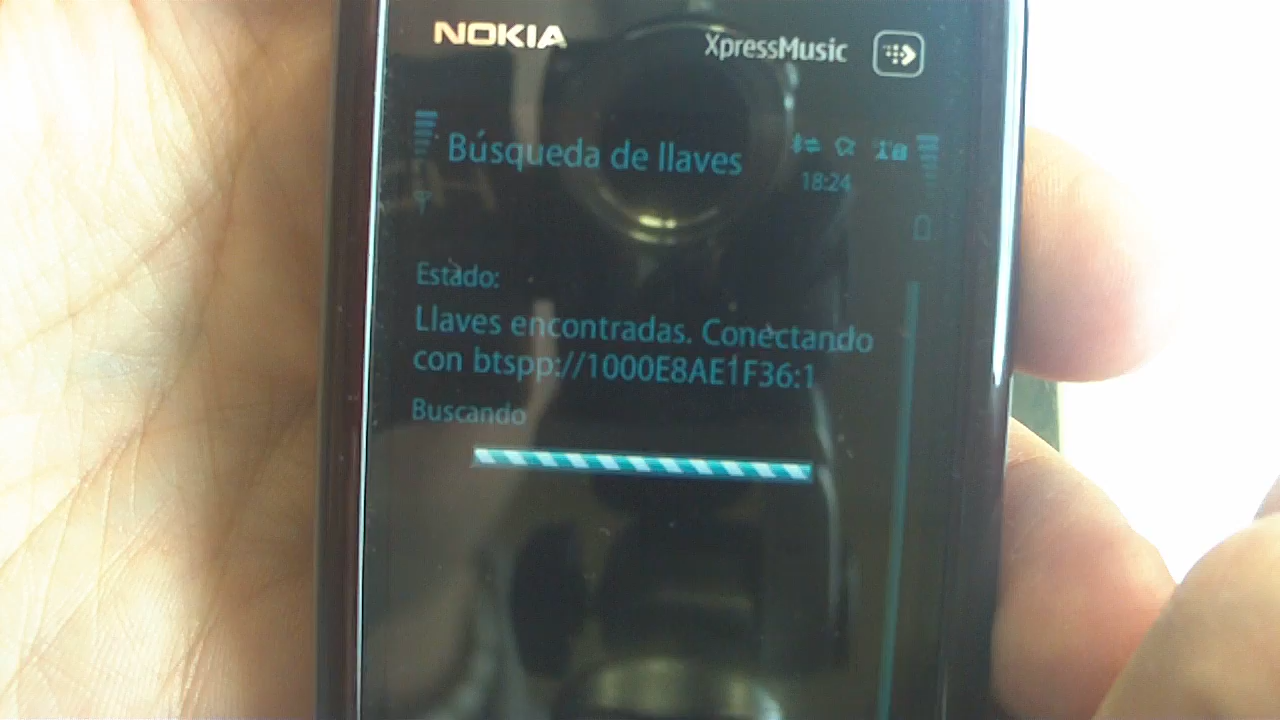 NOKIA
XpressMusic
Búsqueda de llaves
18:24
Estado:
Llaves encontradas. Conectando
con btspp://1000E8AE1F36:1
Buscando